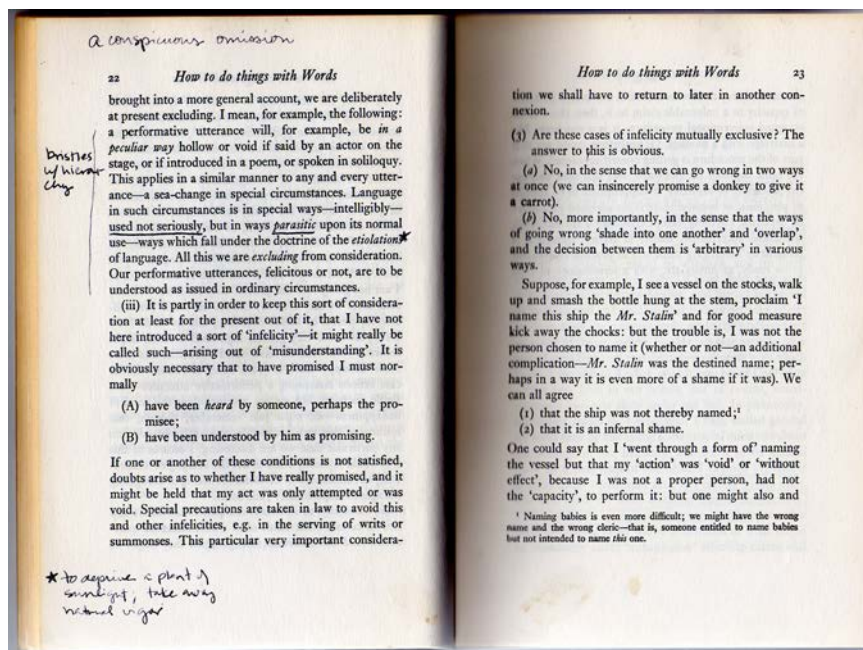 a conspicuous omission
22 How to do things with Words
brought into a more general account, we are deliberately
at present excluding. I mean, for example, the following:
a performative utterance will, for example, be in a
peculiar way hollow or void if said by an actor on the
stage, or if introduced in a poem, or spoken in soliloquy.
This applies in a similar manner to any and every utter-
ance—a sea-change in special circumstances. Language
in such circumstances is in special ways—intelligibly—
used not seriously, but in ways parasitic upon its normal
use—ways which fall under the doctrine of the etiolations★
of language. All this we are excluding from consideration.
Our performative utterances, felicitous or not, are to be
understood as issued in ordinary circumstances.
(iii) It is partly in order to keep this sort of considera-
tion at least for the present out of it, that I have not
here introduced a sort of ‘infelicity’—it might really be
called such—arising out of ‘misunderstanding’. It is
obviously necessary that to have promised I must nor-
mally
(A) have been heard by someone, perhaps the pro-
misee;
(B) have been understood by him as promising.
If one or another of these conditions is not satisfied,
doubts arise as to whether I have really promised, and it
might be held that my act was only attempted or was
void. Special precautions are taken in law to avoid this
and other infelicities, e.g. in the serving of writs or
summonses. This particular very important considera-
bristles
w/ hierar
chy
★ to deprive a plant of
sunlight; take away
natural vigor
How to do things with Words 23
tion we shall have to return to later in another con-
nexion.
(3) Are these cases of infelicity mutually exclusive? The
answer to this is obvious.
(a) No, in the sense that we can go wrong in two ways
at once (we can insincerely promise a donkey to give it
a carrot).
(b) No, more importantly, in the sense that the ways
of going wrong ‘shade into one another’ and ‘overlap’,
and the decision between them is ‘arbitrary’ in various
ways.
Suppose, for example, I see a vessel on the stocks, walk
up and smash the bottle hung at the stem, proclaim ‘I
name this ship the Mr. Stalin’ and for good measure
kick away the chocks: but the trouble is, I was not the
person chosen to name it (whether or not—an additional
complication—Mr. Stalin was the destined name; per-
haps in a way it is even more of a shame if it was). We
can all agree
(1) that the ship was not thereby named;¹
(2) that it is an infernal shame.
One could say that I ‘went through a form of’ naming
the vessel but that my ‘action’ was ‘void’ or ‘without
effect’, because I was not a proper person, had not
the ‘capacity’, to perform it: but one might also and
¹ Naming babies is even more difficult; we might have the wrong
name and the wrong cleric—that is, someone entitled to name babies
but not intended to name this one.